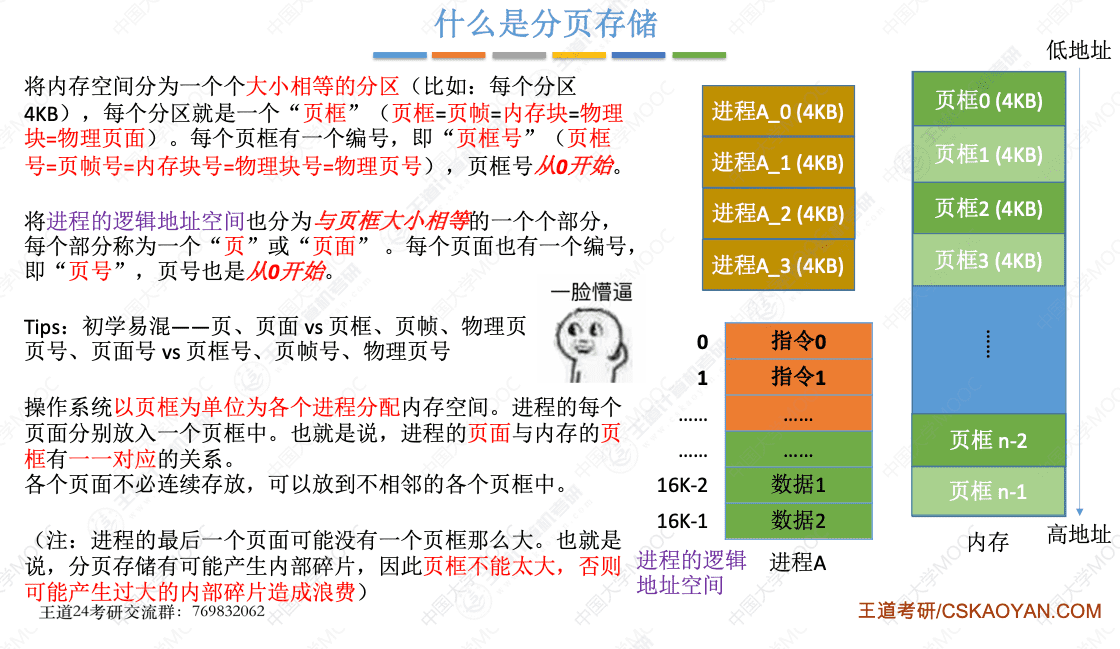 什么是分页存储
将内存空间分为一个个大小相等的分区（比如：每个分区
4KB），每个分区就是一个“页框”（页框=页帧=内存块=物理
块=物理页面）。每个页框有一个编号，即“页框号”（页框
号=页帧号=内存块号=物理块号=物理页号），页框号从0开始。
将进程的逻辑地址空间也分为与页框大小相等的一个个部分，
每个部分称为一个“页”或“页面” 。每个页面也有一个编号，
即“页号”，页号也是从0开始。
一脸懵逼
Tips：初学易混——页、页面 vs 页框、页帧、物理页
页号、页面号 vs 页框号、页帧号、物理页号
操作系统以页框为单位为各个进程分配内存空间。进程的每个
页面分别放入一个页框中。也就是说，进程的页面与内存的页
框有一一对应的关系。
各个页面不必连续存放，可以放到不相邻的各个页框中。
（注：进程的最后一个页面可能没有一个页框那么大。也就是
说，分页存储有可能产生内部碎片，因此页框不能太大，否则
可能产生过大的内部碎片造成浪费）
王道24考研交流群：769832062
进程A_0 (4KB)
进程A_1 (4KB)
进程A_2 (4KB)
进程A_3 (4KB)
0 指令0
1 指令1
...... ......
...... ......
16K-2 数据1
16K-1 数据2
进程的逻辑
地址空间
进程A
低地址
页框0 (4KB)
页框1 (4KB)
页框2 (4KB)
页框3 (4KB)
......
页框 n-2
页框 n-1
内存
高地址
王道考研/CSKAOYAN.COM